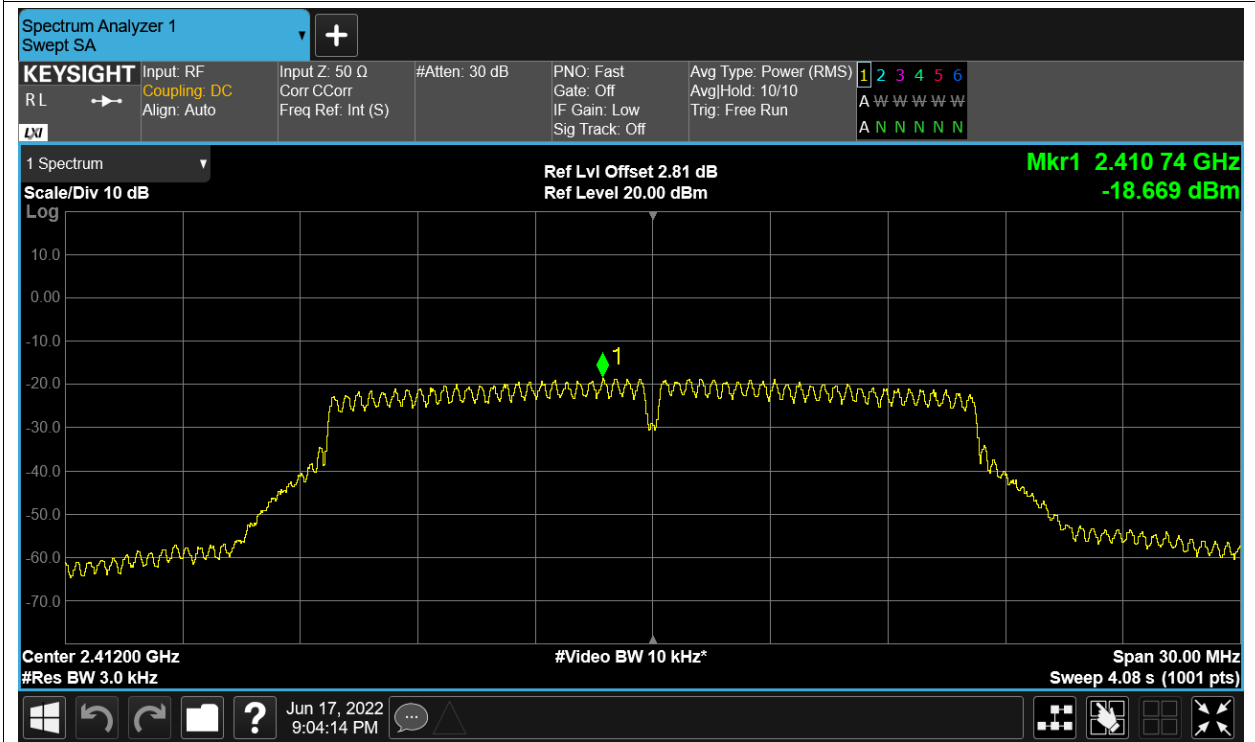 Spectrum Analyzer 1
Swept SA
KEYSIGHT
RL
LXI
Input: RF
Coupling: DC
Align: Auto
Input Z: 50 Ω
Corr CCorr
Freq Ref: Int (S)
#Atten: 30 dB
PNO: Fast
Gate: Off
IF Gain: Low
Sig Track: Off
Avg Type: Power (RMS)
Avg|Hold: 10/10
Trig: Free Run
1 2 3 4 5 6
A W W W W W
A N N N N N
1 Spectrum
Scale/Div 10 dB
Ref Lvl Offset 2.81 dB
Ref Level 20.00 dBm
Mkr1 2.410 74 GHz
-18.669 dBm
Log
10.0
0.00
-10.0
1
-20.0
-30.0
-40.0
-50.0
-60.0
-70.0
Center 2.41200 GHz
#Res BW 3.0 kHz
#Video BW 10 kHz*
Span 30.00 MHz
Sweep 4.08 s (1001 pts)
?
Jun 17, 2022
9:04:14 PM